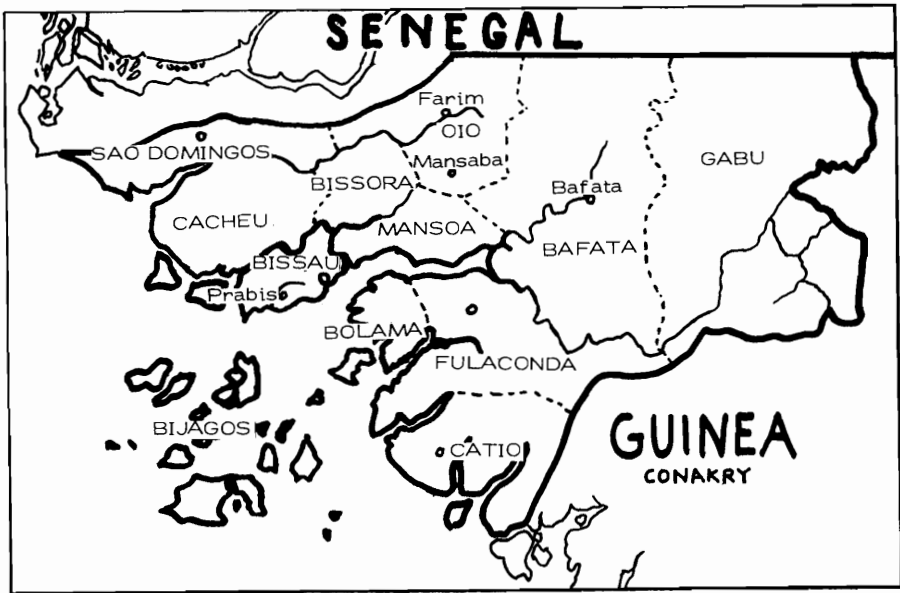 SENEGAL
Farim
OIO
SAO DOMINGOS
Mansaba
GABU
BISSORA
Bafata
CACHEU
MANSOA
BAFATA
BISSAU
Prabis
BOLAMA
FULACONDA
BIJAGOS
GUINEA
CATIO
CONAKRY